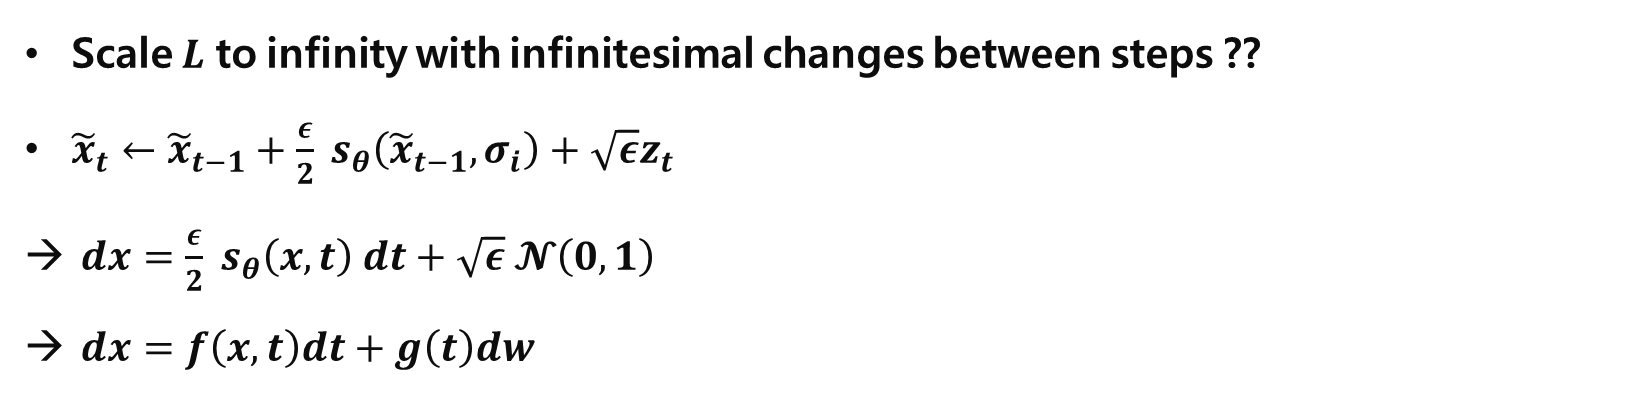 • Scale L to infinity with infinitesimal changes between steps ??
• x̃ₜ ← x̃ₜ₋₁ + ϵ/2 s_θ(x̃ₜ₋₁, σᵢ) + √ϵzₜ
→ dx = ϵ/2 s_θ(x, t) dt + √ϵ 𝒩(0, 1)
→ dx = f(x, t)dt + g(t)dw